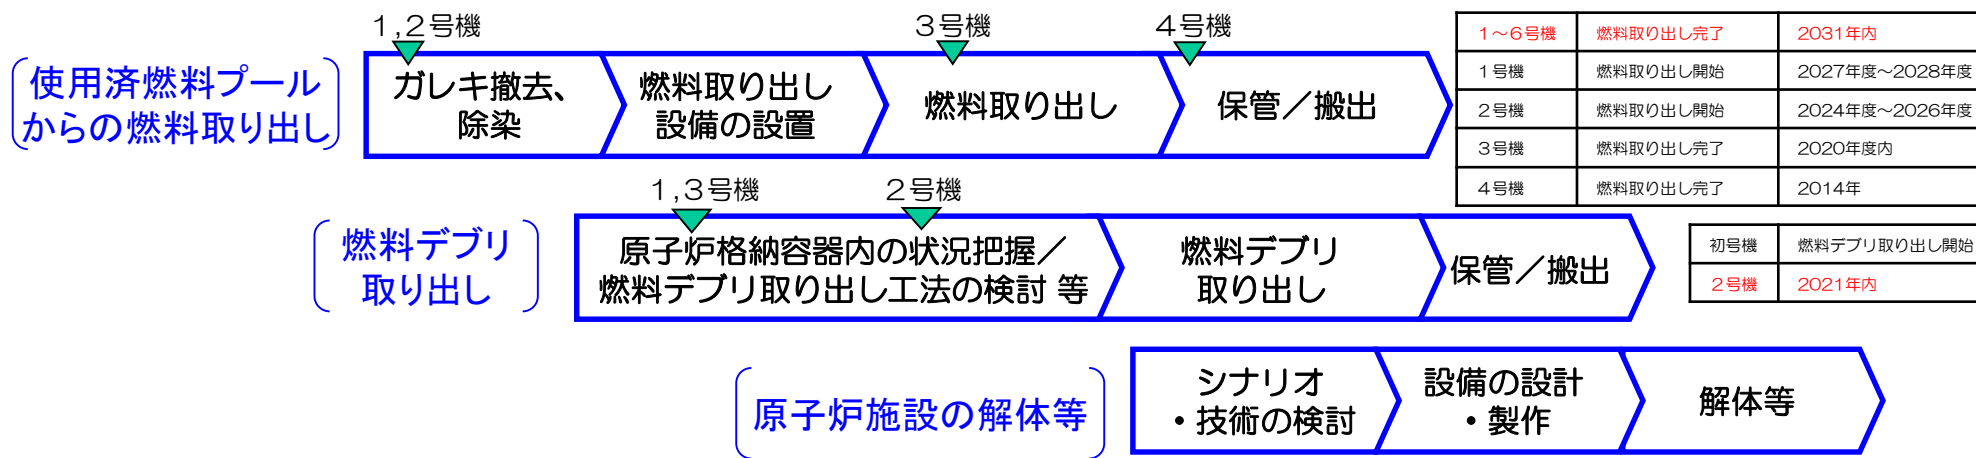 1,2号機
3号機
4号機
使用済燃料プール
からの燃料取り出し
ガレキ撤去、
除染
燃料取り出し
設備の設置
燃料取り出し
保管／搬出
1～6号機 燃料取り出し完了 2031年内
1号機 燃料取り出し開始 2027年度～2028年度
2号機 燃料取り出し開始 2024年度～2026年度
3号機 燃料取り出し完了 2020年度内
4号機 燃料取り出し完了 2014年
1,3号機
2号機
燃料デブリ
取り出し
原子炉格納容器内の状況把握／
燃料デブリ取り出し工法の検討 等
燃料デブリ
取り出し
保管／搬出
初号機 燃料デブリ取り出し開始
2号機 2021年内
原子炉施設の解体等
シナリオ
・技術の検討
設備の設計
・製作
解体等